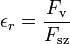 ϵ_r = F_v / F_sz